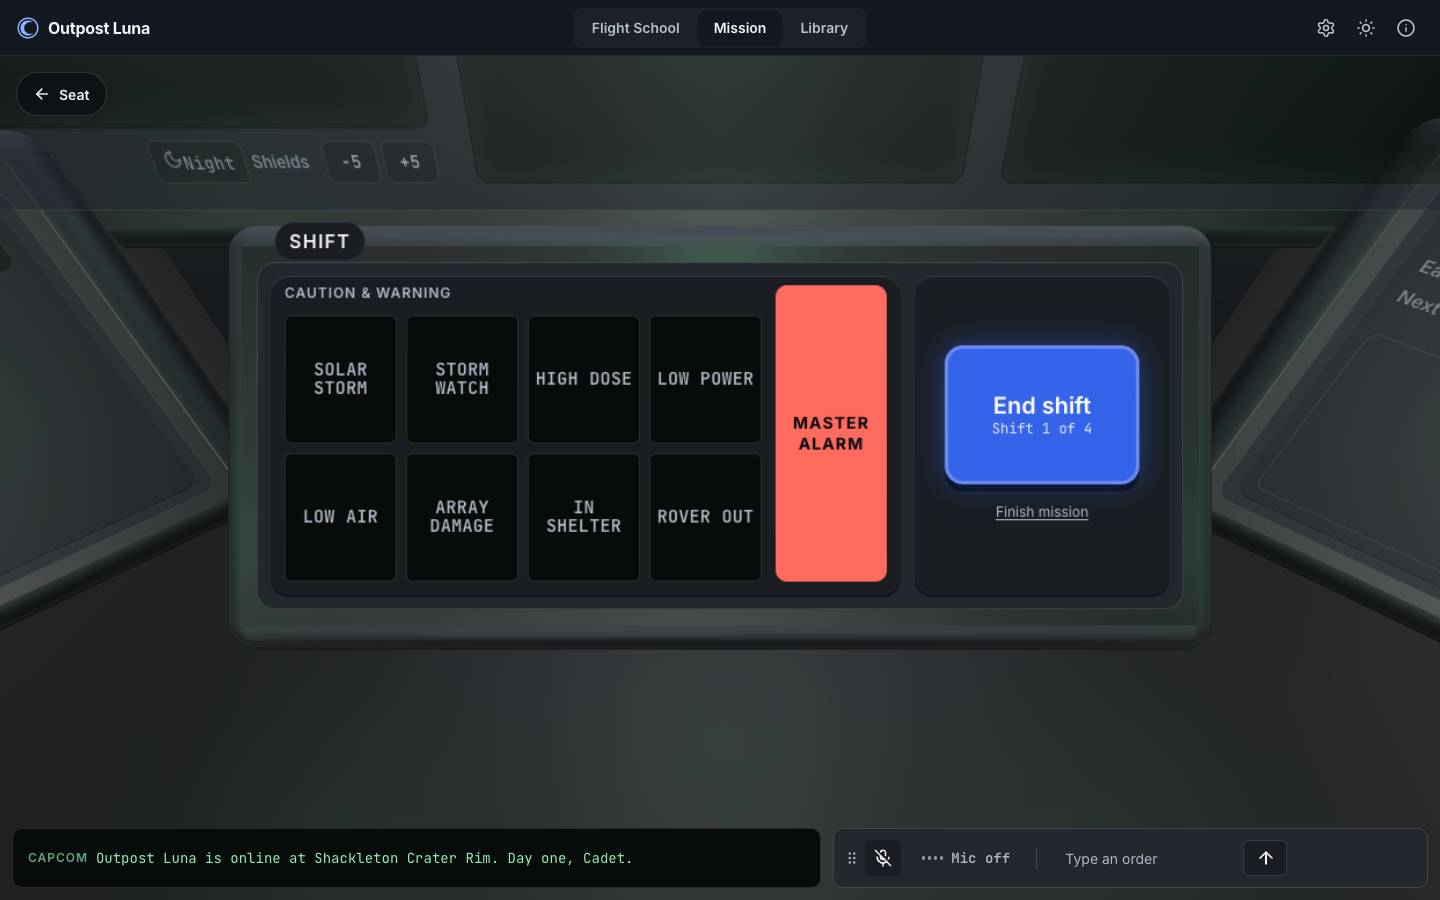 Outpost Luna
Flight School
Mission
Library
Seat
Night
Shields
-5
+5
Next
SHIFT
CAUTION & WARNING
SOLAR
STORM
STORM
WATCH
HIGH DOSE
LOW POWER
LOW AIR
ARRAY
DAMAGE
IN
SHELTER
ROVER OUT
MASTER
ALARM
End shift
Shift 1 of 4
Finish mission
CAPCOM Outpost Luna is online at Shackleton Crater Rim. Day one, Cadet.
Mic off
Type an order